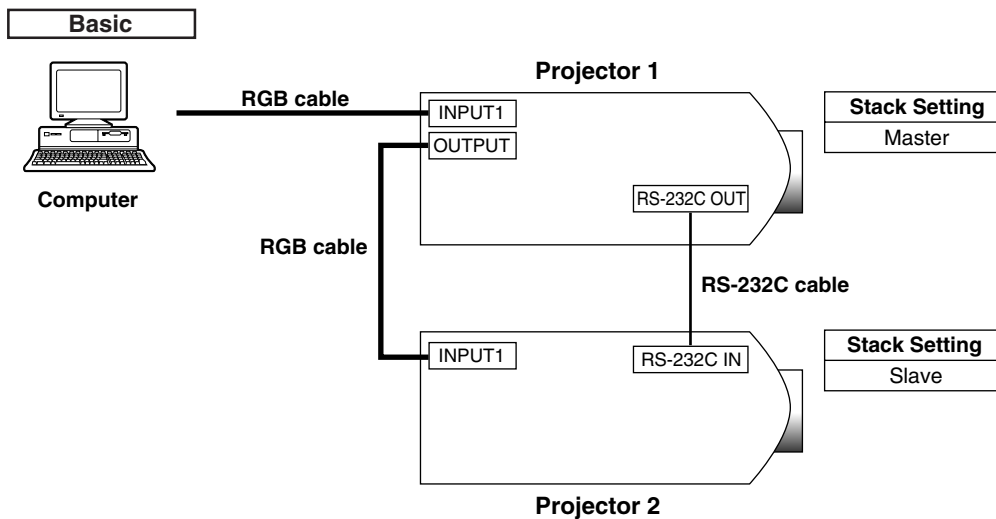 Basic
Projector 1
RGB cable
INPUT1
OUTPUT
Stack Setting
Master
Computer
RS-232C OUT
RGB cable
RS-232C cable
INPUT1
RS-232C IN
Stack Setting
Slave
Projector 2